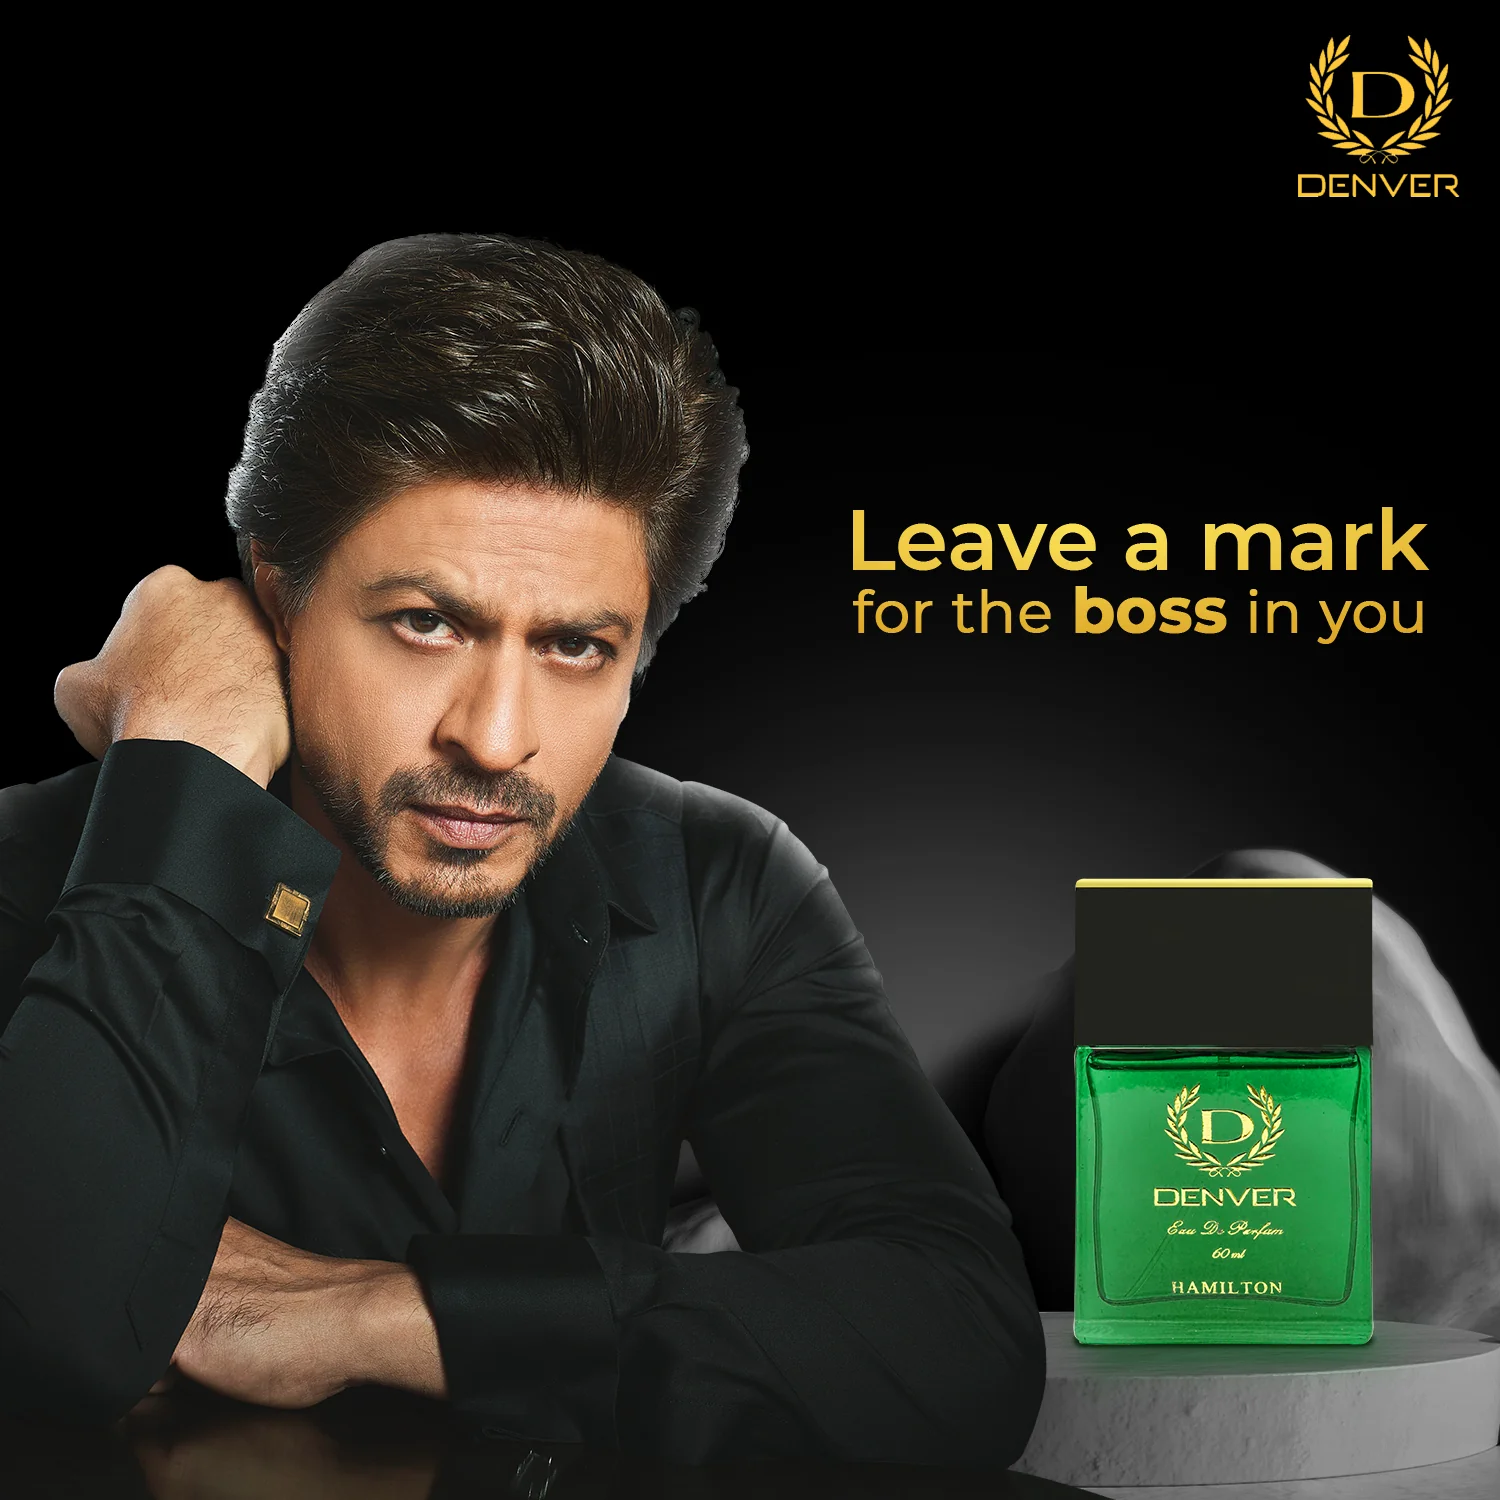 D
DENVER
Leave a mark
for the boss in you
D
DENVER
Eau De Parfum
60 ml
HAMILTON